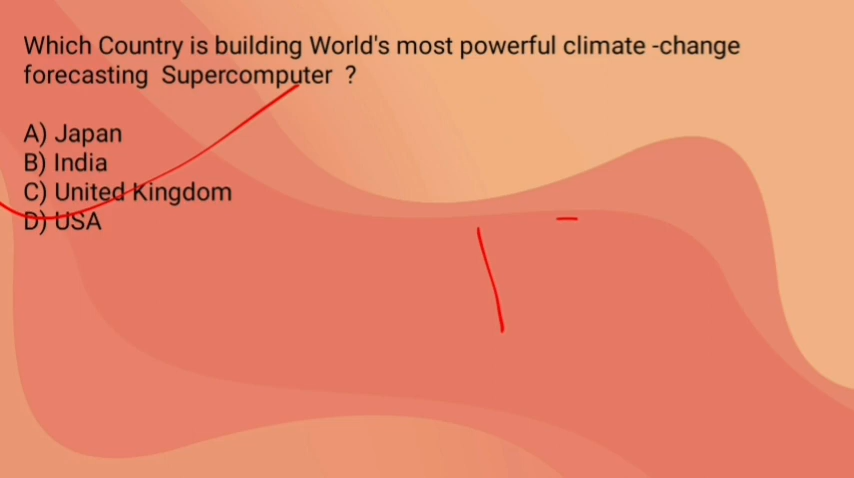 Which Country is building World's most powerful climate -change
forecasting Supercomputer ?
A) Japan
B) India
C) United Kingdom
D) USA